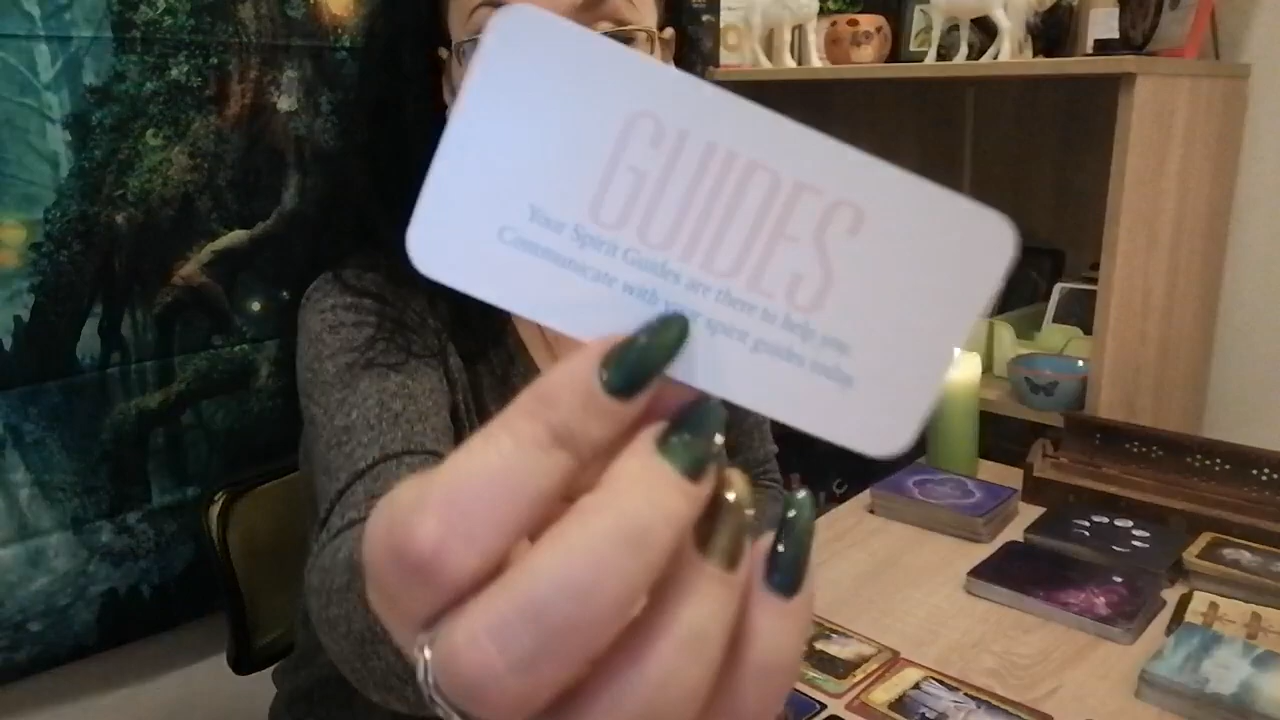 GUIDES
Your Spirit Guides are there to help you.
Communicate with your spirit guides today.